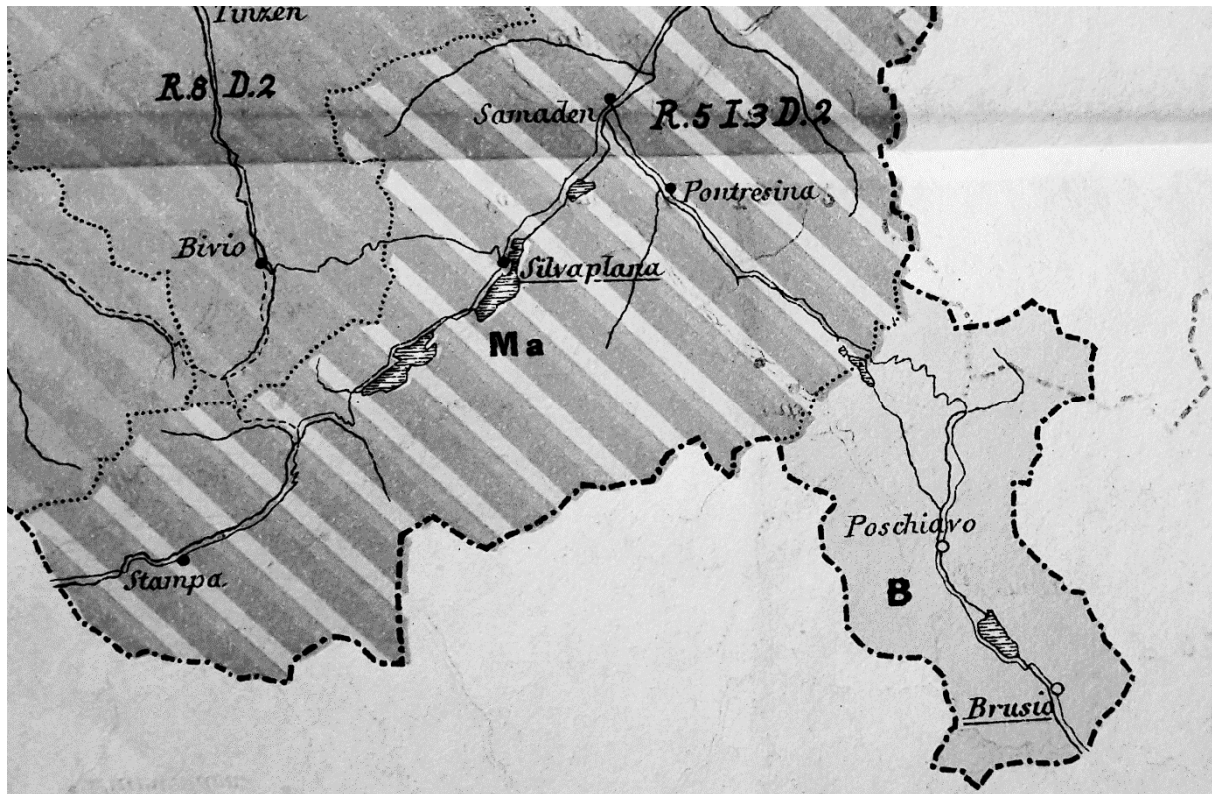 Tinzen
R.8 D.2
Samaden
R.5 I.3 D.2
Pontresina
Bivio
Silvaplana
Ma
Poschiavo
Stampa
B
Brusio